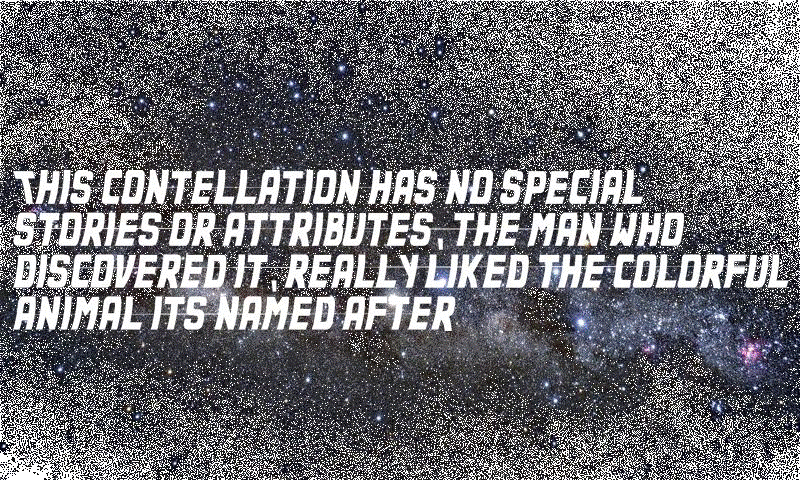 THIS CONTELLATION HAS NO SPECIAL
STORIES OR ATTRIBUTES, THE MAN WHO
DISCOVERED IT, REALLY LIKED THE COLORFUL
ANIMAL ITS NAMED AFTER